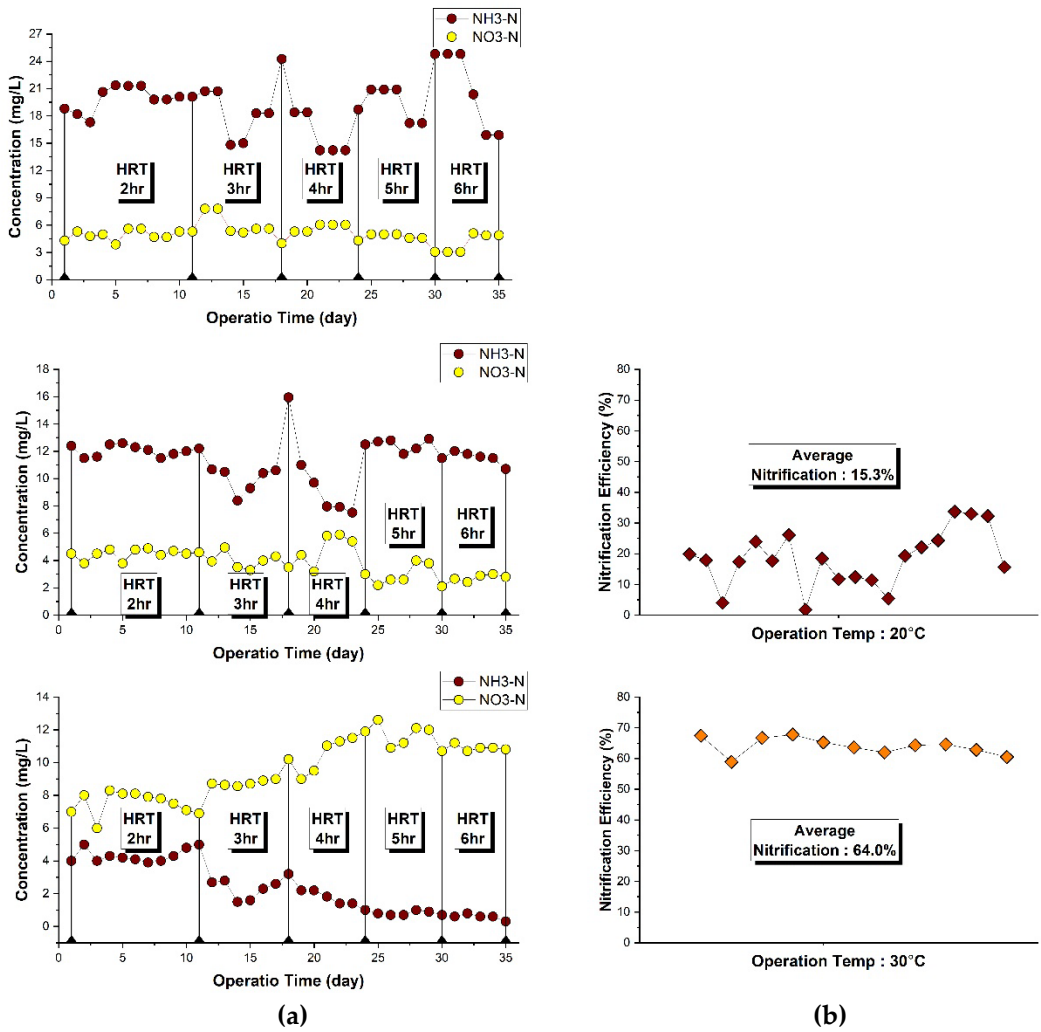 NH3-N
NO3-N
27
24
21
18
15
12
9
6
3
0
Concentration (mg/L)
HRT
2hr
HRT
3hr
HRT
4hr
HRT
5hr
HRT
6hr
0 5 10 15 20 25 30 35
Operatio Time (day)
NH3-N
NO3-N
18
16
14
12
10
8
6
4
2
0
Concentration (mg/L)
HRT
2hr
HRT
3hr
HRT
4hr
HRT
5hr
HRT
6hr
0 5 10 15 20 25 30 35
Operatio Time (day)
80
70
60
50
40
30
20
10
0
Nitrification Efficiency (%)
Average
Nitrification : 15.3%
Operation Temp : 20°C
NH3-N
NO3-N
14
12
10
8
6
4
2
0
Concentration (mg/L)
HRT
2hr
HRT
3hr
HRT
4hr
HRT
5hr
HRT
6hr
0 5 10 15 20 25 30 35
Operatio Time (day)
80
70
60
50
40
30
20
10
0
Nitrification Efficiency (%)
Average
Nitrification : 64.0%
Operation Temp : 30°C
(a)
(b)